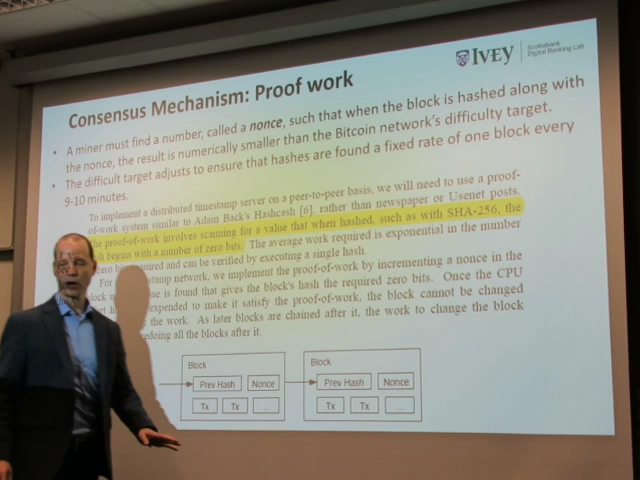 IVEY
Scotiabank
Digital Banking Lab
Consensus Mechanism: Proof work
• A miner must find a number, called a nonce, such that when the block is hashed along with
the nonce, the result is numerically smaller than the Bitcoin network's difficulty target.
• The difficult target adjusts to ensure that hashes are found a fixed rate of one block every
9-10 minutes.
To implement a distributed timestamp server on a peer-to-peer basis, we will need to use a proof-
of-work system similar to Adam Back's Hashcash [6], rather than newspaper or Usenet posts.
The proof-of-work involves scanning for a value that when hashed, such as with SHA-256, the
begins with a number of zero bits. The average work required is exponential in the number
zero and can be verified by executing a single hash.
For network, we implement the proof-of-work by incrementing a nonce in the
is found that gives the block's hash the required zero bits. Once the CPU
expended to make it satisfy the proof-of-work, the block cannot be changed
the work. As later blocks are chained after it, the work to change the block
redoing all the blocks after it.
Block Block
Prev Hash Nonce Prev Hash Nonce
Tx Tx ... Tx Tx ...